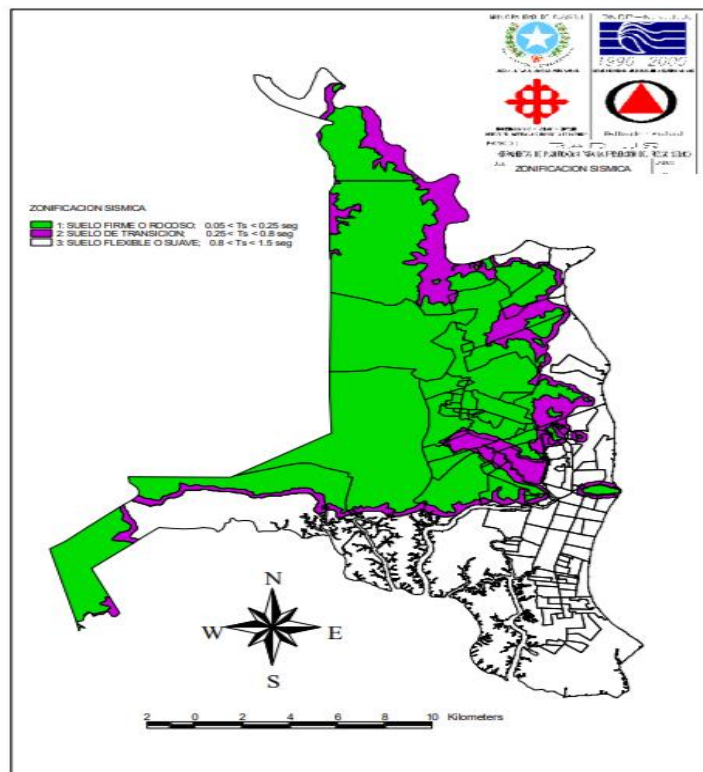 1990 2000
RADIUS
ZONIFICACION SISMICA
ZONIFICACION SISMICA
1: SUELO FIRME O ROCOSO; 0.05 < Ts < 0.25 seg
2: SUELO DE TRANSICION; 0.25 < Ts < 0.8 seg
3: SUELO FLEXIBLE O SUAVE; 0.8 < Ts < 1.5 seg
N
W E
S
2 0 2 4 6 8 10 Kilometers